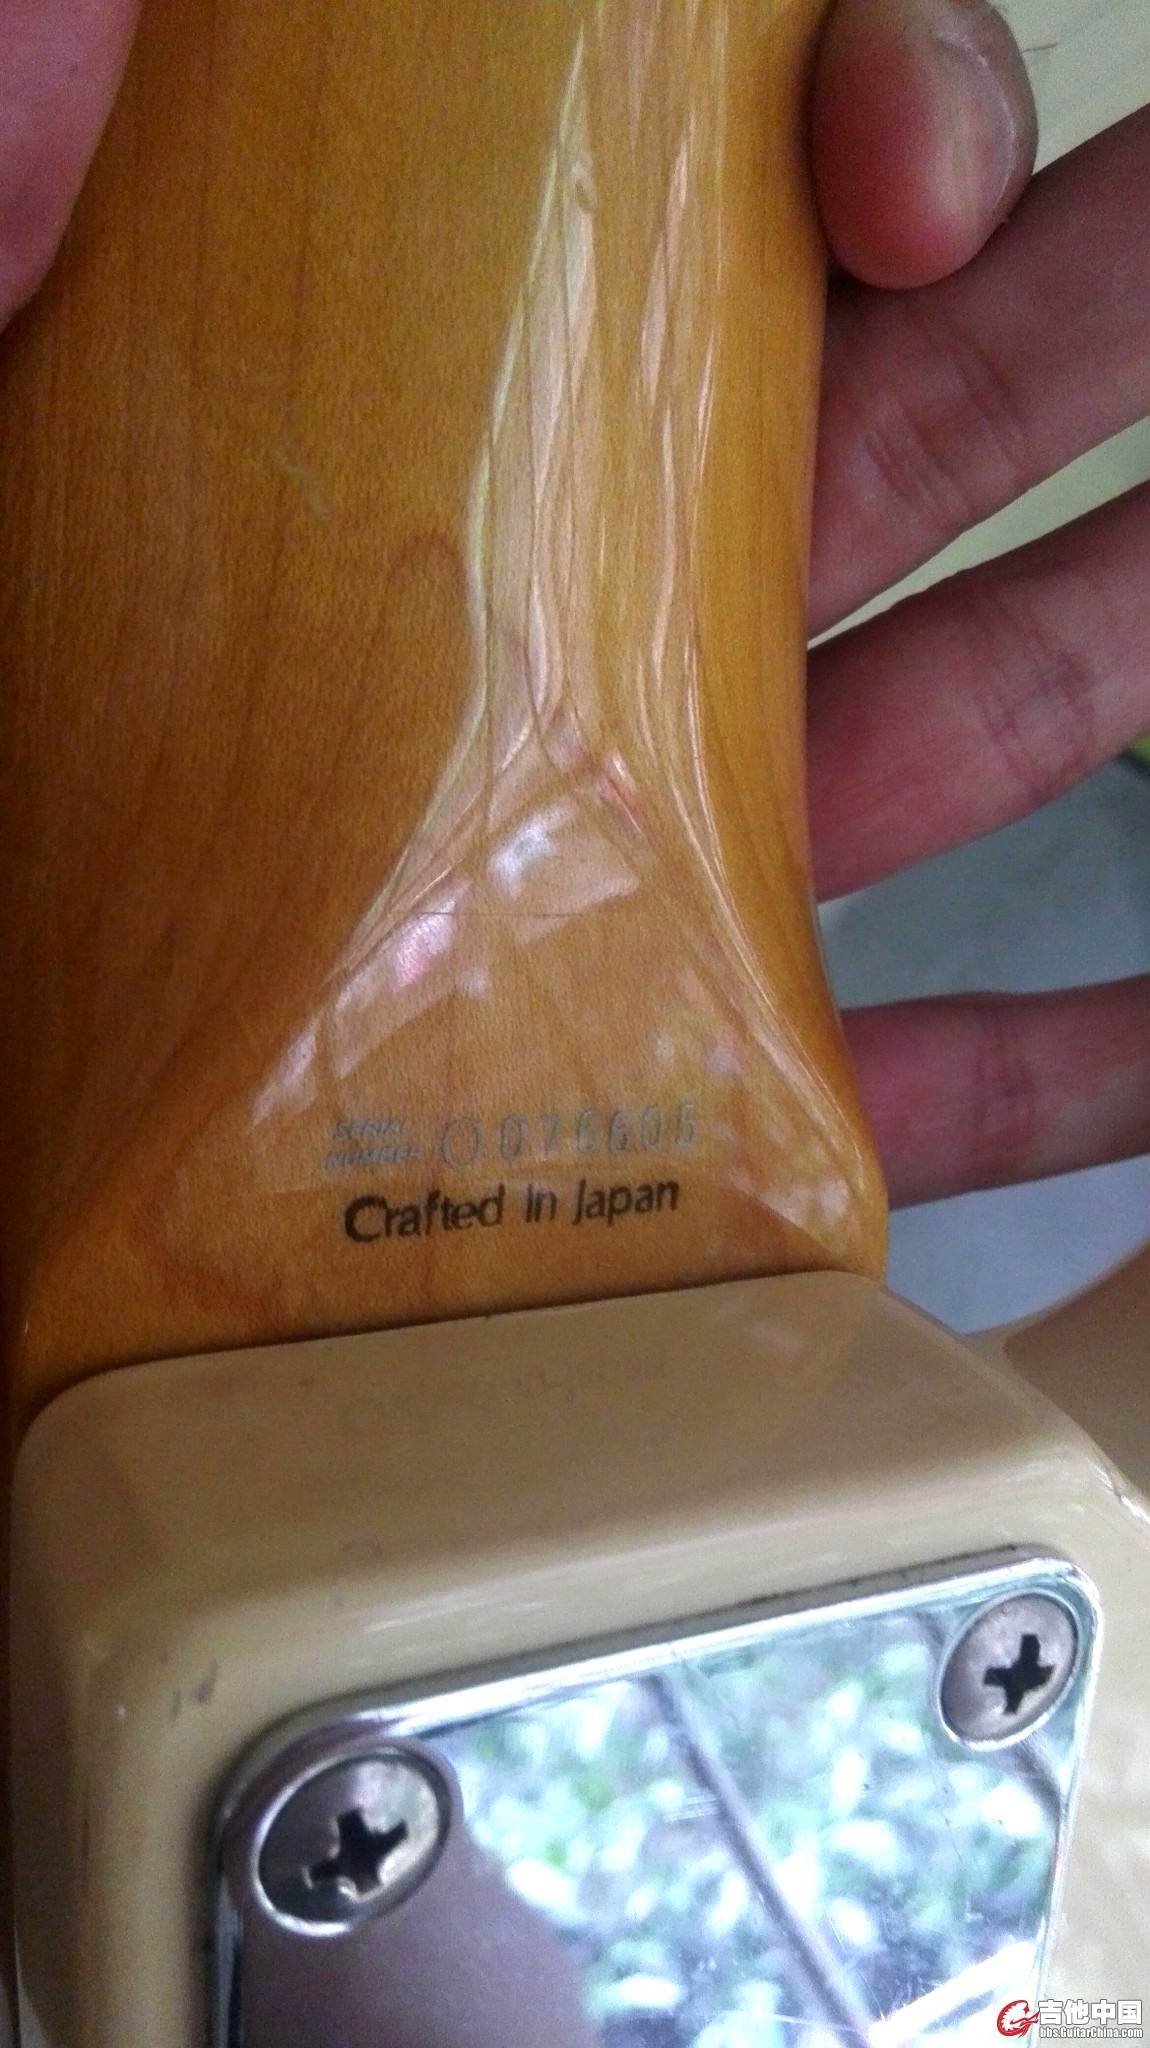 SERIAL
NUMBER O076605
Crafted in Japan
吉他中国
bbs.GuitarChina.com